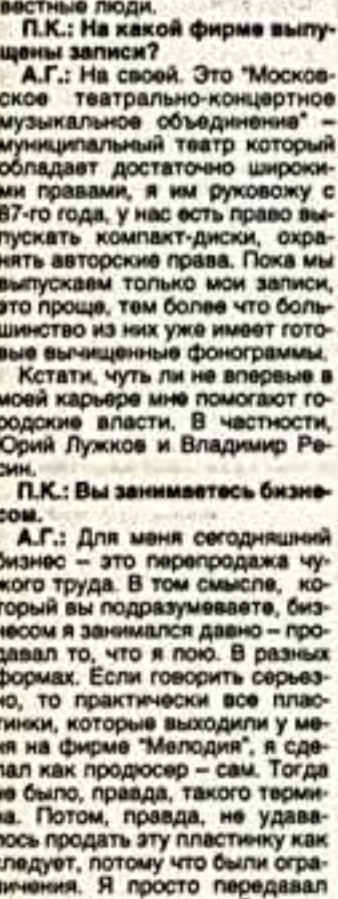 вестные люди.
П.К.: На какой фирме выпу-
щены записи?
А.Г.: На своей. Это "Москов-
ское театрально-концертное
музыкальное объединение" –
муниципальный театр который
обладает достаточно широки-
ми правами, я им руковожу с
87-го года, у нас есть право вы-
пускать компакт-диски, охра-
нять авторские права. Пока мы
выпускаем только мои записи,
это проще, тем более что боль-
шинство из них уже имеет гото-
вые вычищенные фонограммы.
Кстати, чуть ли не впервые в
моей карьере мне помогают го-
родские власти. В частности,
Юрий Лужков и Владимир Ре-
син.
П.К.: Вы занимаетесь бизне-
сом.
А.Г.: Для меня сегодняшний
бизнес – это перепродажа чу-
жого труда. В том смысле, ко-
торый вы подразумеваете, биз-
несом я занимался давно – про-
давал то, что я пою. В разных
формах. Если говорить серьез-
но, то практически все плас-
тинки, которые выходили у ме-
ня на фирме "Мелодия", я сде-
лал как продюсер – сам. Тогда
не было, правда, такого терми-
на. Потом, правда, не удава-
лось продать эту пластинку как
следует, потому что были огра-
ничения. Я просто передавал